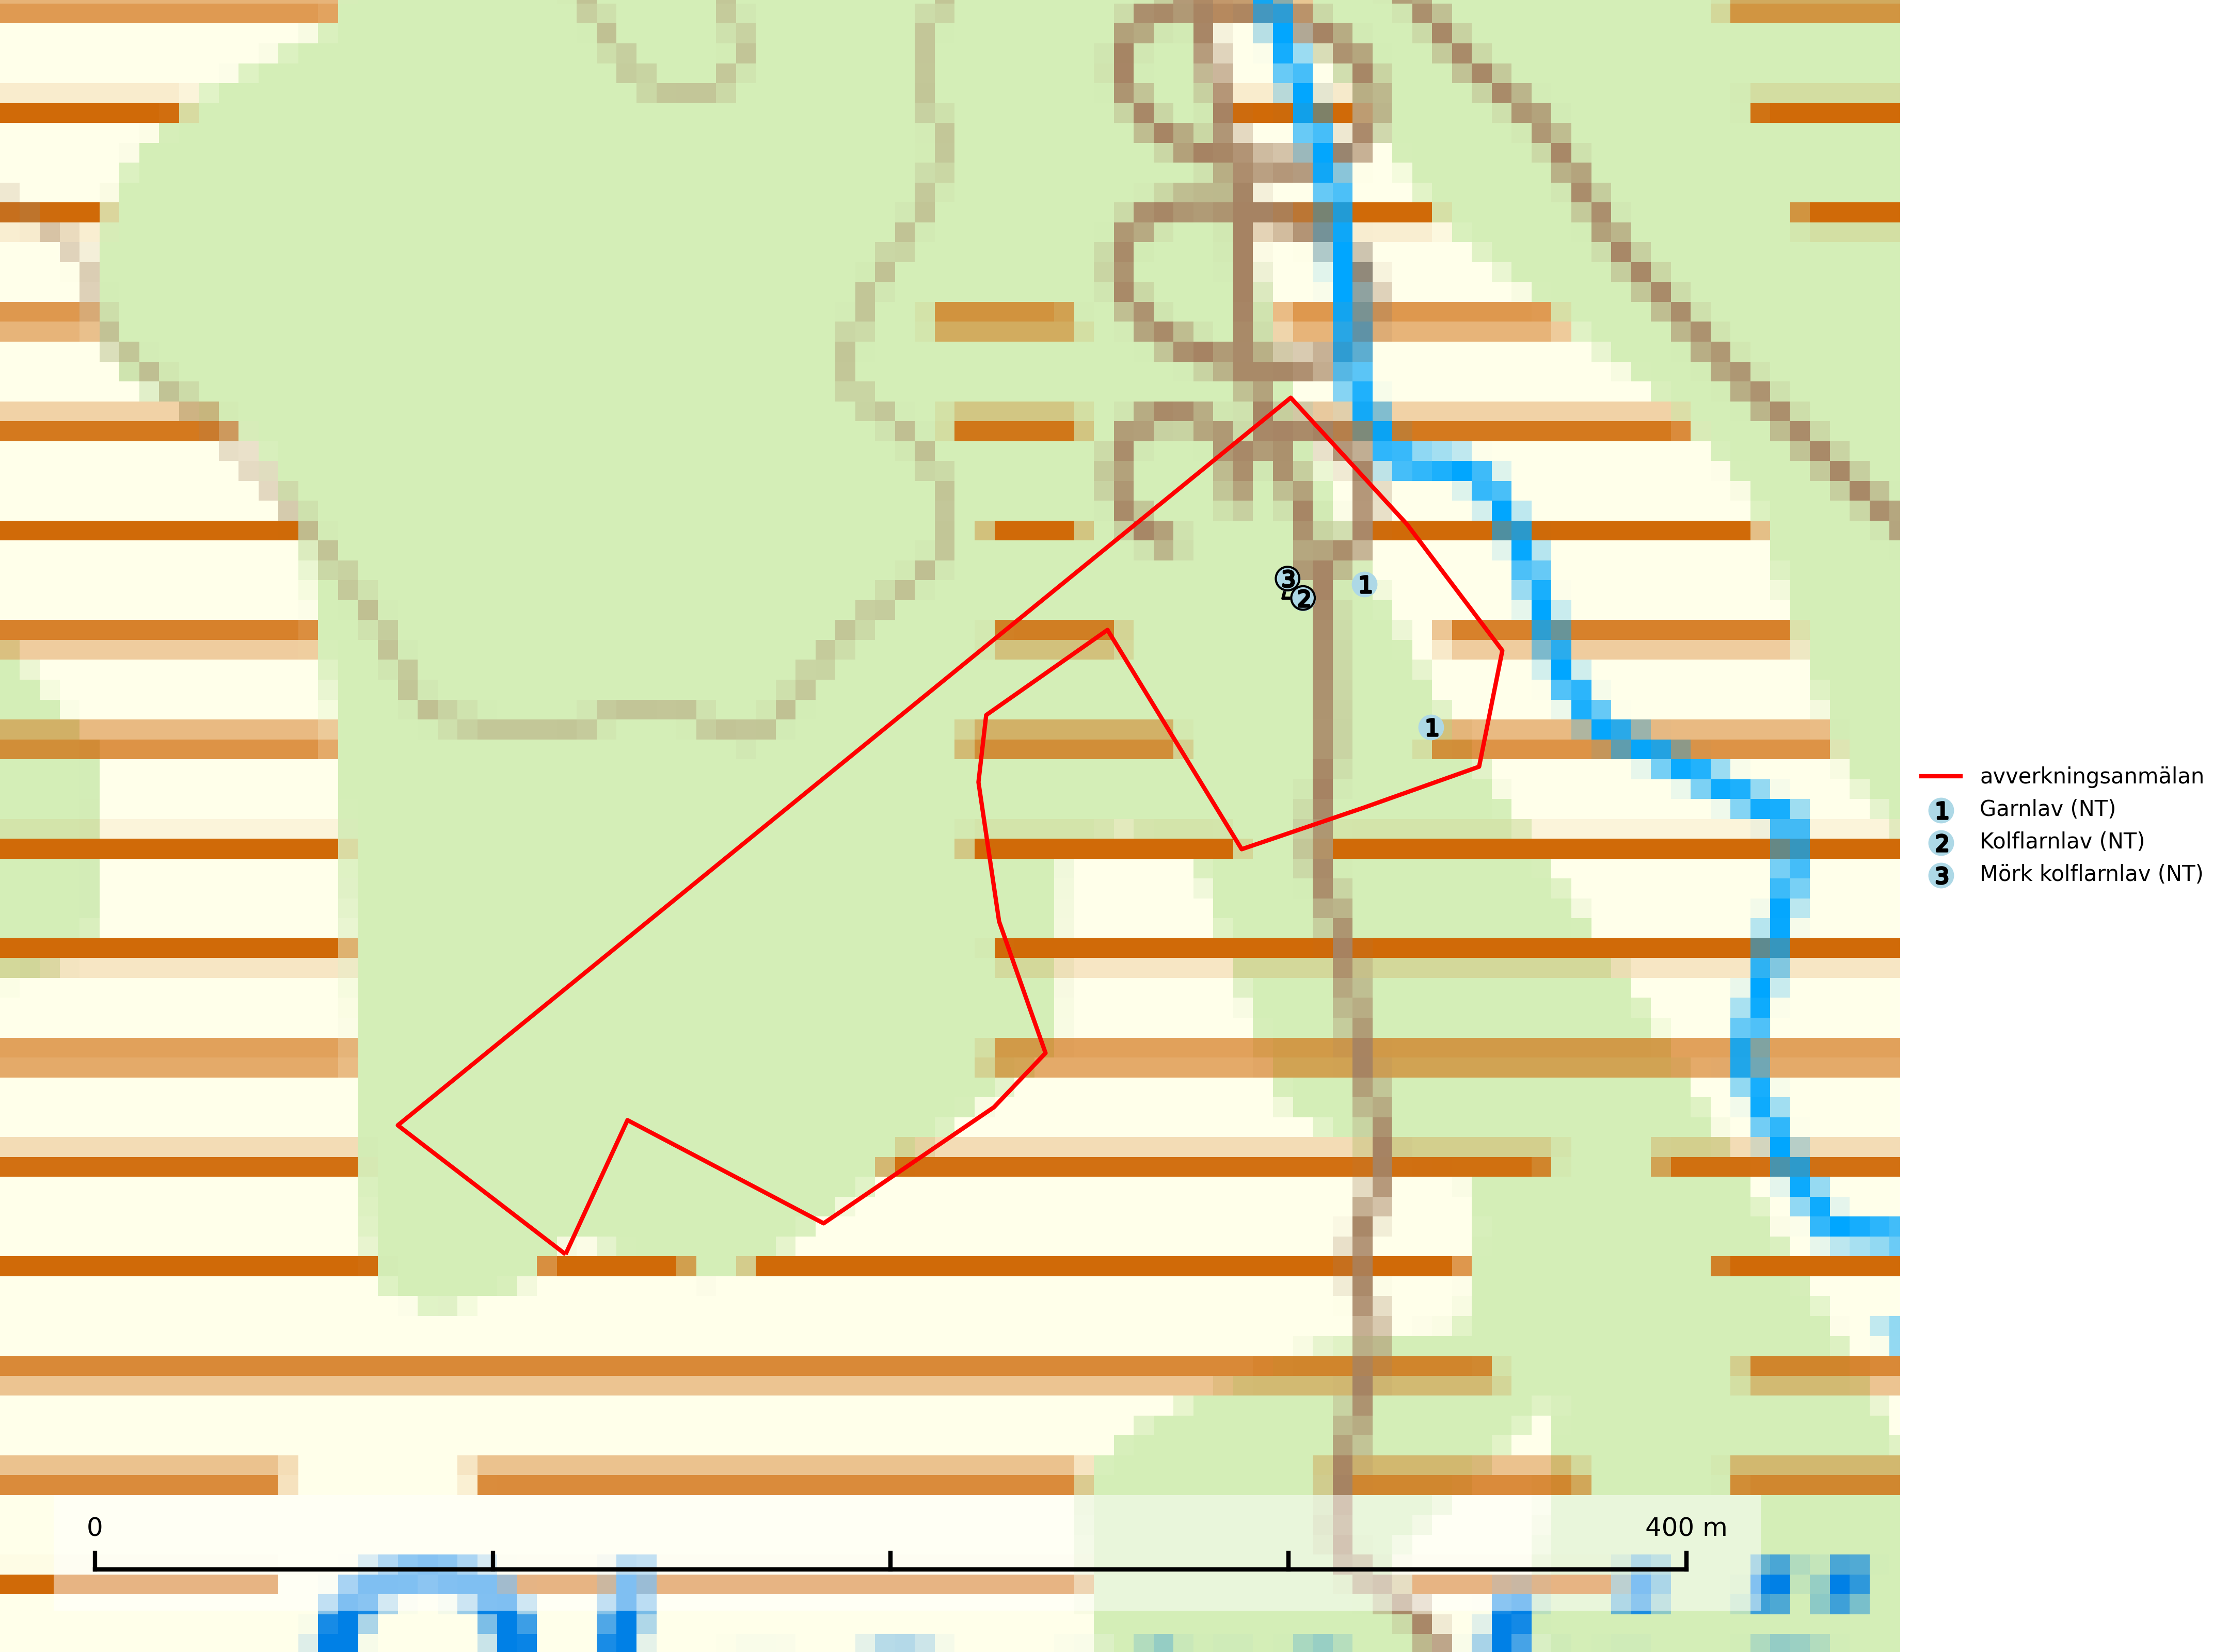 3
2
1
1
avverkningsanmälan
1 Garnlav (NT)
2 Kolflarnlav (NT)
3 Mörk kolflarnlav (NT)
0 400 m